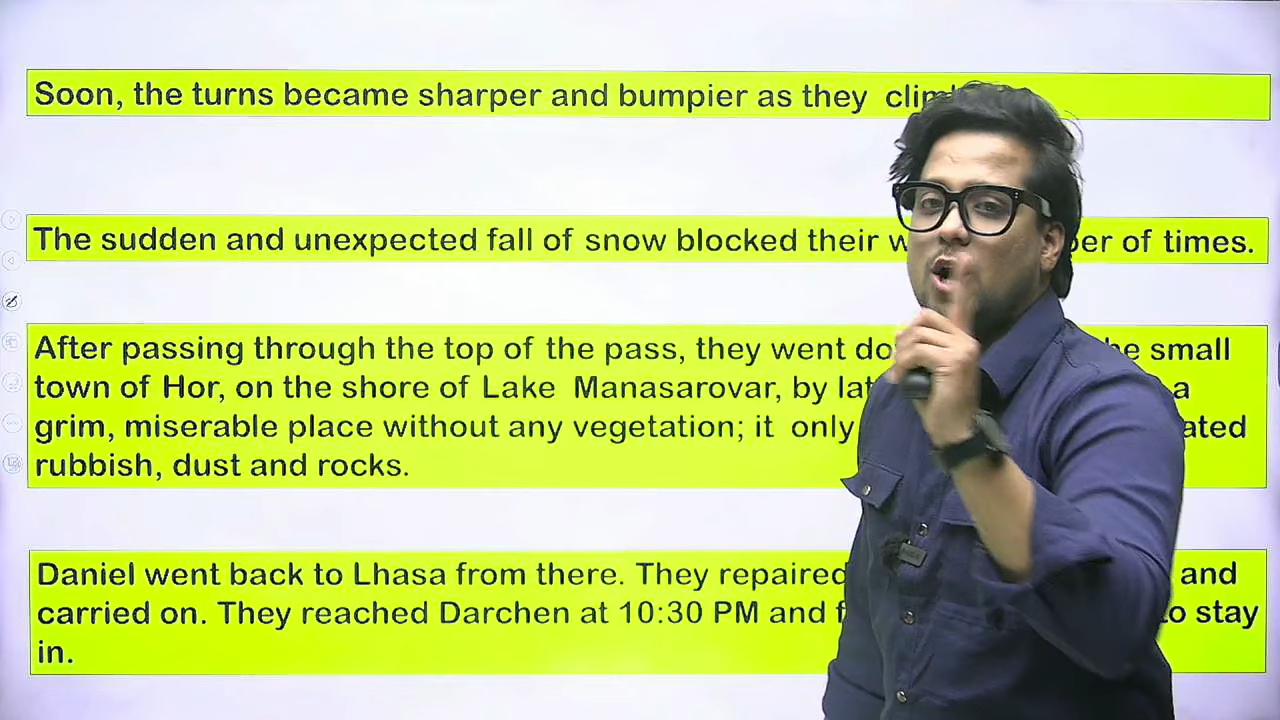 Soon, the turns became sharper and bumpier as they
The sudden and unexpected fall of snow blocked their of times.
After passing through the top of the pass, they went small
town of Hor, on the shore of Lake Manasarovar, by a
grim, miserable place without any vegetation; it only
rubbish, dust and rocks.
Daniel went back to Lhasa from there. They repaired and
carried on. They reached Darchen at 10:30 PM and to stay
in.